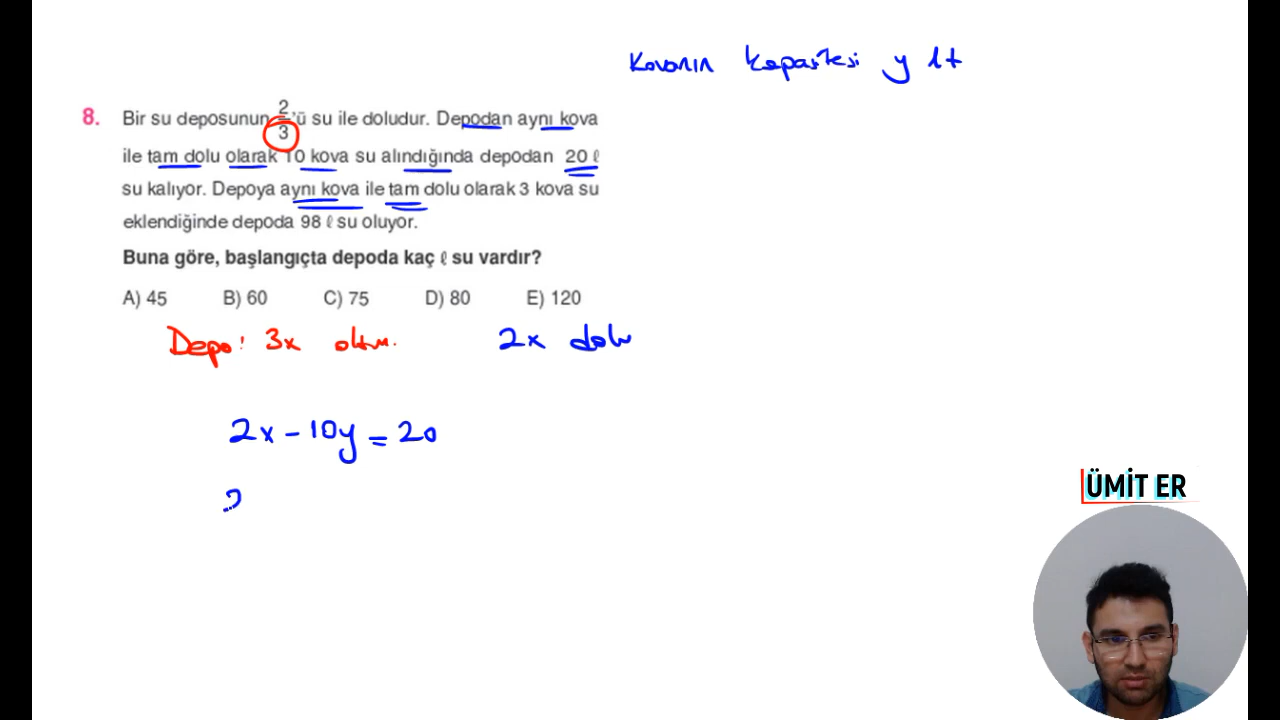 Kovanın kapasitesi y lt
8. Bir su deposunun 2/3'ü su ile doludur. Depodan aynı kova
ile tam dolu olarak 10 kova su alındığında depodan 20 ℓ
su kalıyor. Depoya aynı kova ile tam dolu olarak 3 kova su
eklendiğinde depoda 98 ℓ su oluyor.
Buna göre, başlangıçta depoda kaç ℓ su vardır?
A) 45 B) 60 C) 75 D) 80 E) 120
Depo: 3x olsun. 2x dolu
2x - 10y = 20
2
ÜMİT ER